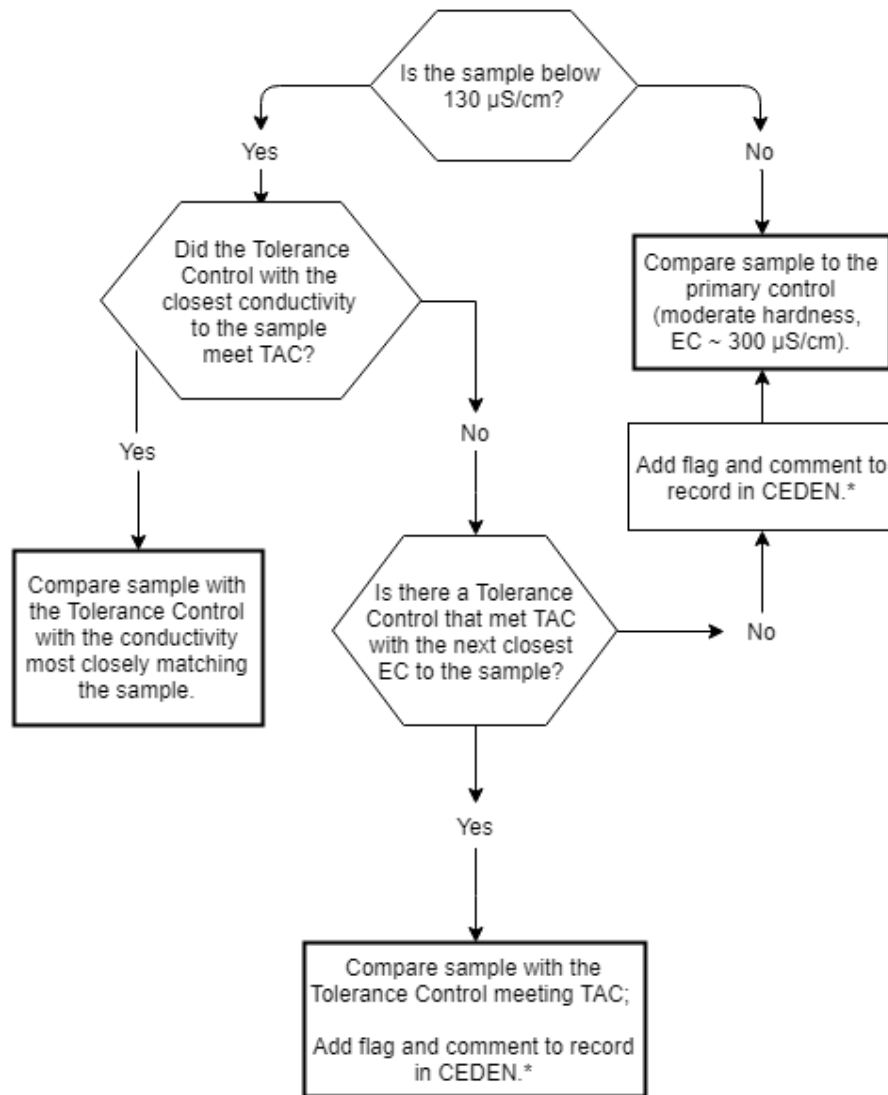 Is the sample below
130 µS/cm?
Yes
No
Did the Tolerance
Control with the
closest conductivity
to the sample
meet TAC?
Compare sample to the
primary control
(moderate hardness,
EC ~ 300 µS/cm).
Yes
No
Add flag and comment to
record in CEDEN.*
Compare sample with
the Tolerance Control
with the conductivity
most closely matching
the sample.
Is there a Tolerance
Control that met TAC
with the next closest
EC to the sample?
No
Yes
Compare sample with the
Tolerance Control meeting TAC;
Add flag and comment to record
in CEDEN.*